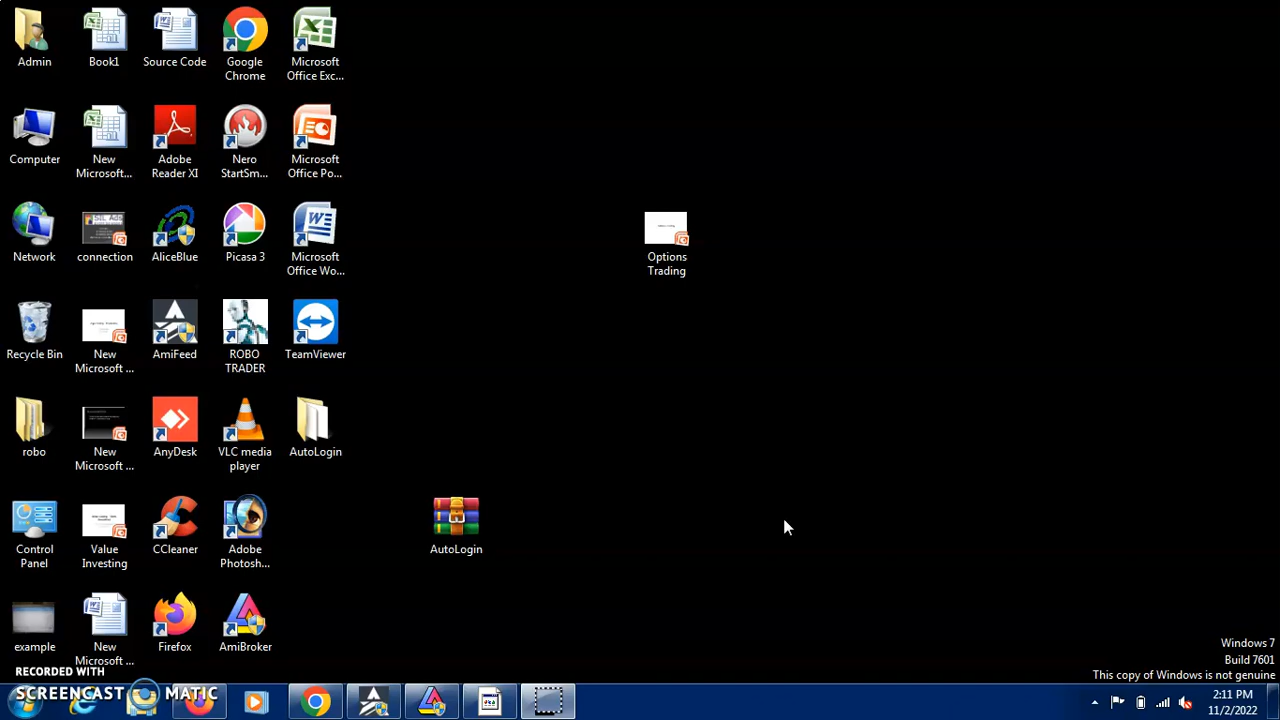 Admin
Book1
Source Code
Google
Chrome
Microsoft
Office Exc...
Computer
New
Microsoft...
Adobe
Reader XI
Nero
StartSm...
Microsoft
Office Po...
Network
connection
AliceBlue
Picasa 3
Microsoft
Office Wo...
Options
Trading
Recycle Bin
New
Microsoft ...
AmiFeed
ROBO
TRADER
TeamViewer
robo
New
Microsoft ...
AnyDesk
VLC media
player
AutoLogin
Control
Panel
Value
Investing
CCleaner
Adobe
Photosh...
AutoLogin
example
New
Microsoft ...
Firefox
AmiBroker
Windows 7
Build 7601
This copy of Windows is not genuine
RECORDED WITH
SCREENCAST MATIC
2:11 PM
11/2/2022